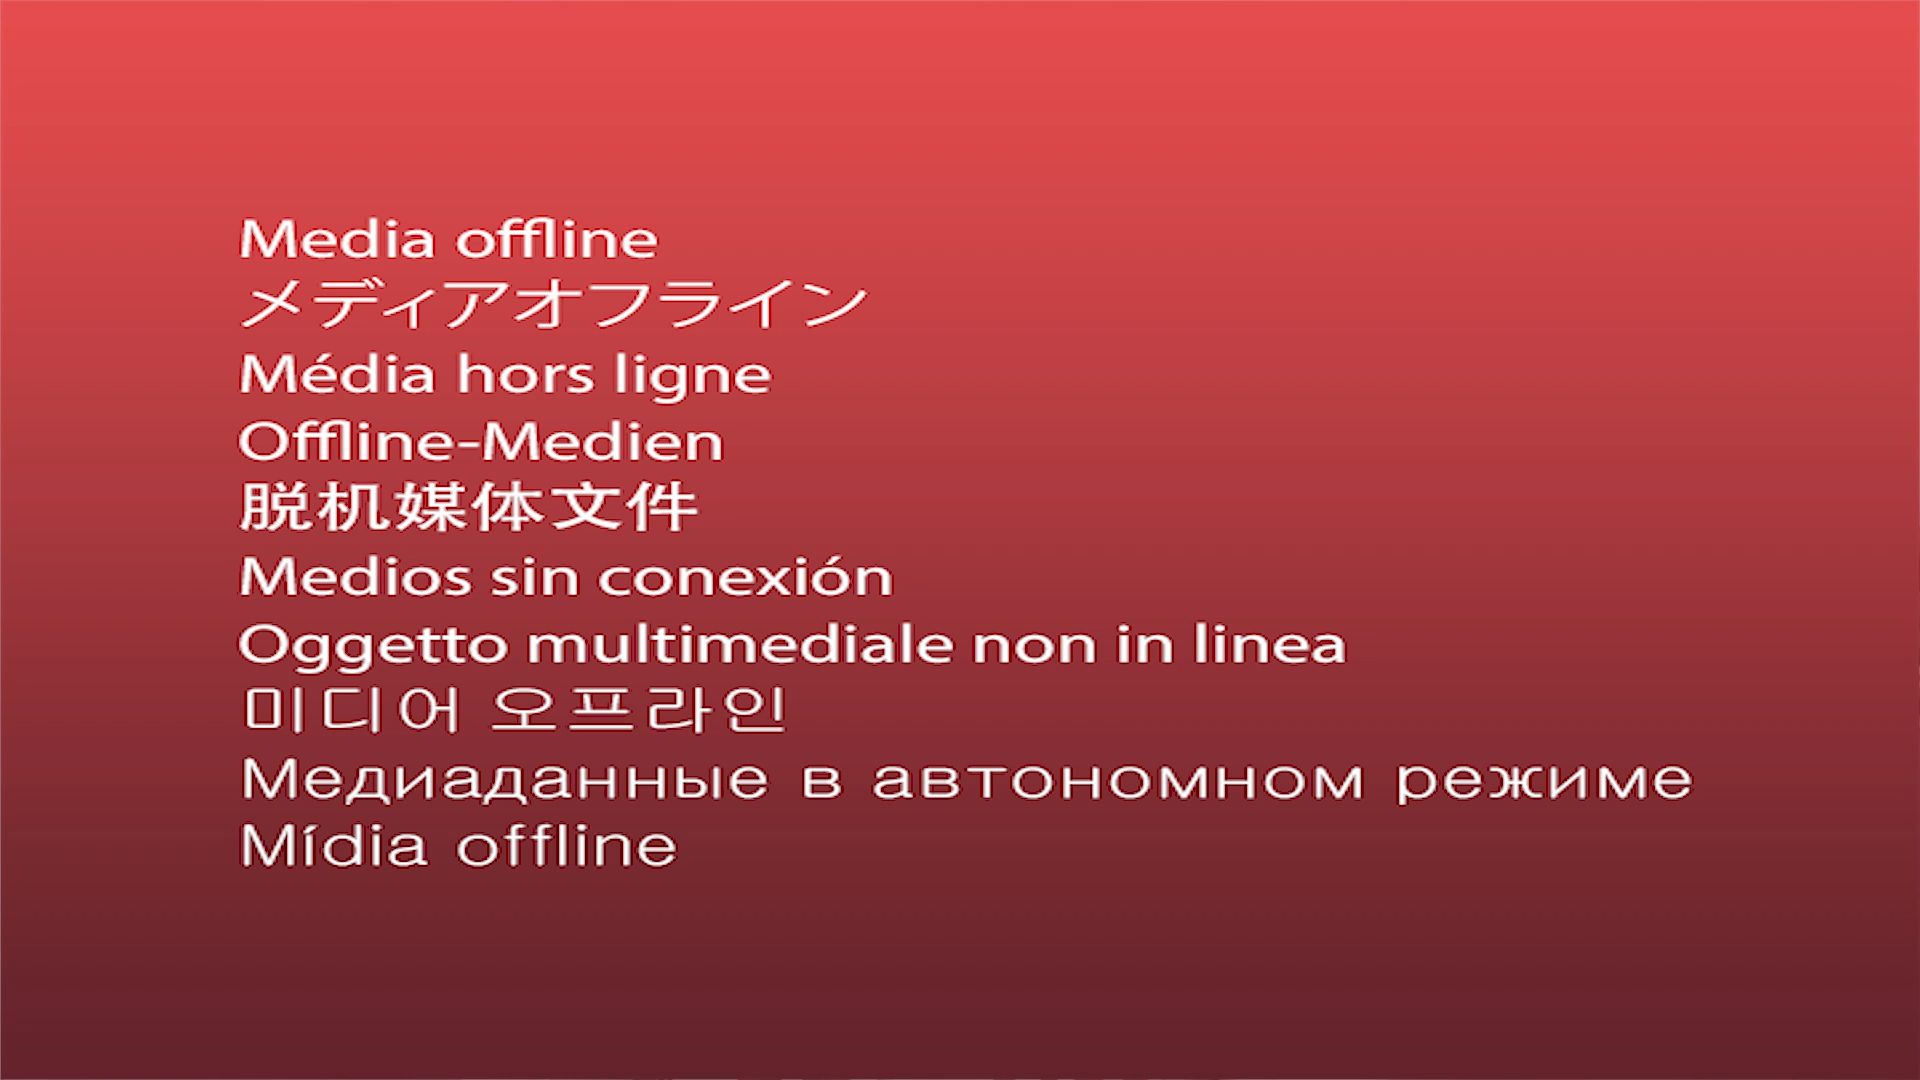 Media offline
メディアオフライン
Média hors ligne
Offline-Medien
脱机媒体文件
Medios sin conexión
Oggetto multimediale non in linea
미디어 오프라인
Медиаданные в автономном режиме
Mídia offline